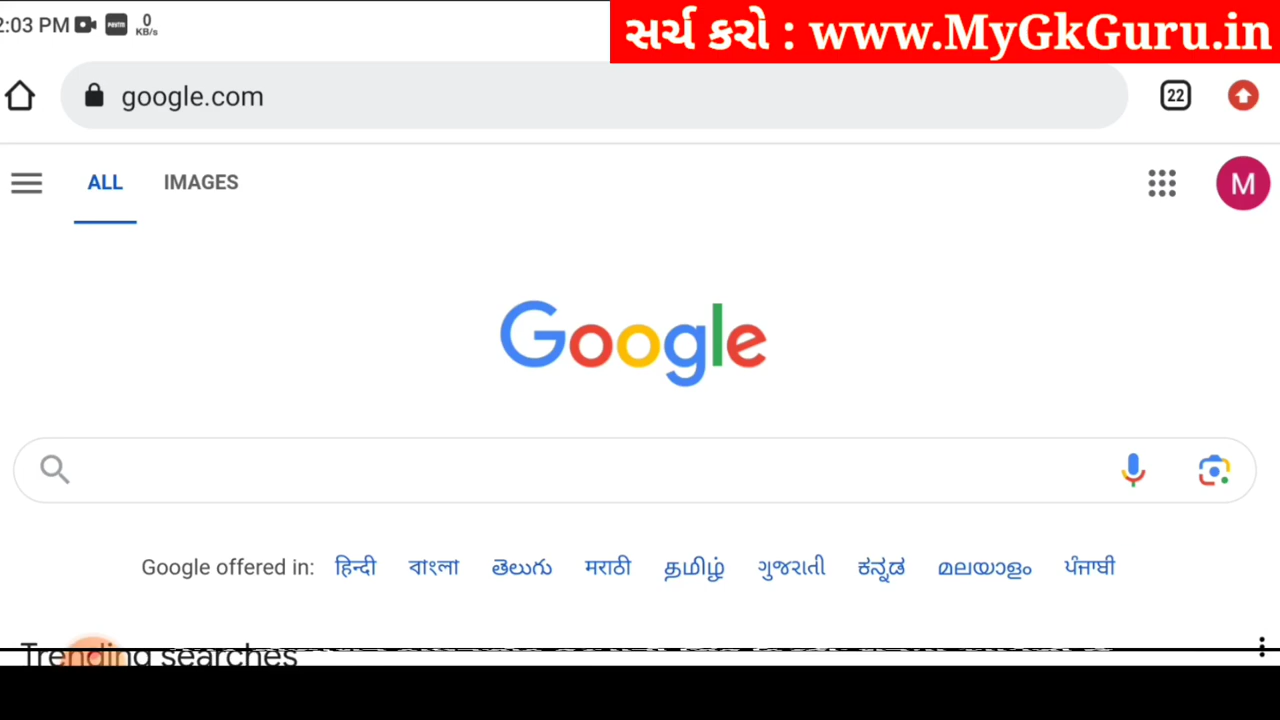 2:03 PM paytm 0 KB/s
સર્ચ કરો : www.MyGkGuru.in
google.com
22
ALL IMAGES
M
Google
Google offered in: हिन्दी বাংলা తెలుగు मराठी தமிழ் ગુજરાતી ಕನ್ನಡ മലയാളം ਪੰਜਾਬੀ
Trending searches